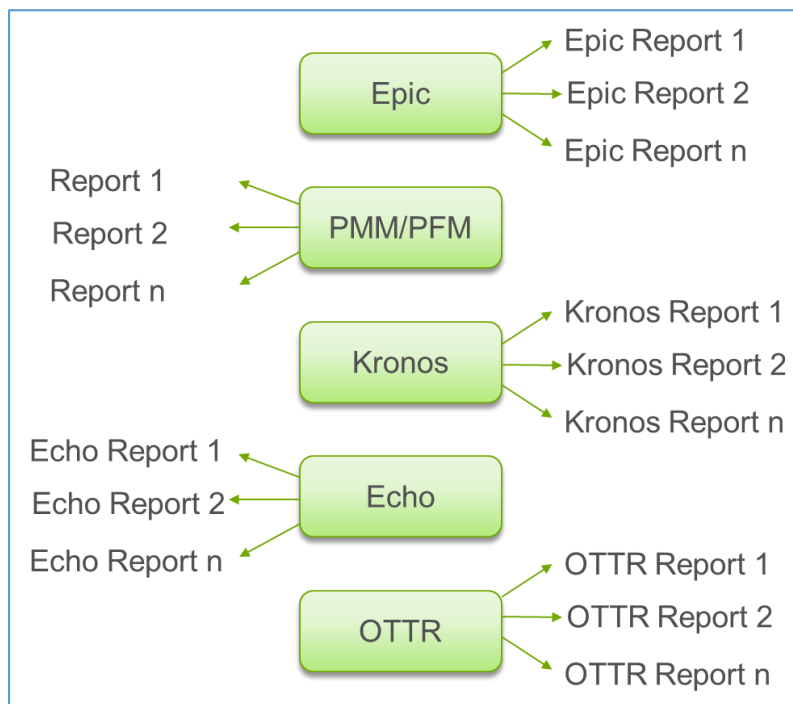 Epic
Epic Report 1
Epic Report 2
Epic Report n
Report 1
Report 2
Report n
PMM/PFM
Kronos
Kronos Report 1
Kronos Report 2
Kronos Report n
Echo Report 1
Echo Report 2
Echo Report n
Echo
OTTR
OTTR Report 1
OTTR Report 2
OTTR Report n